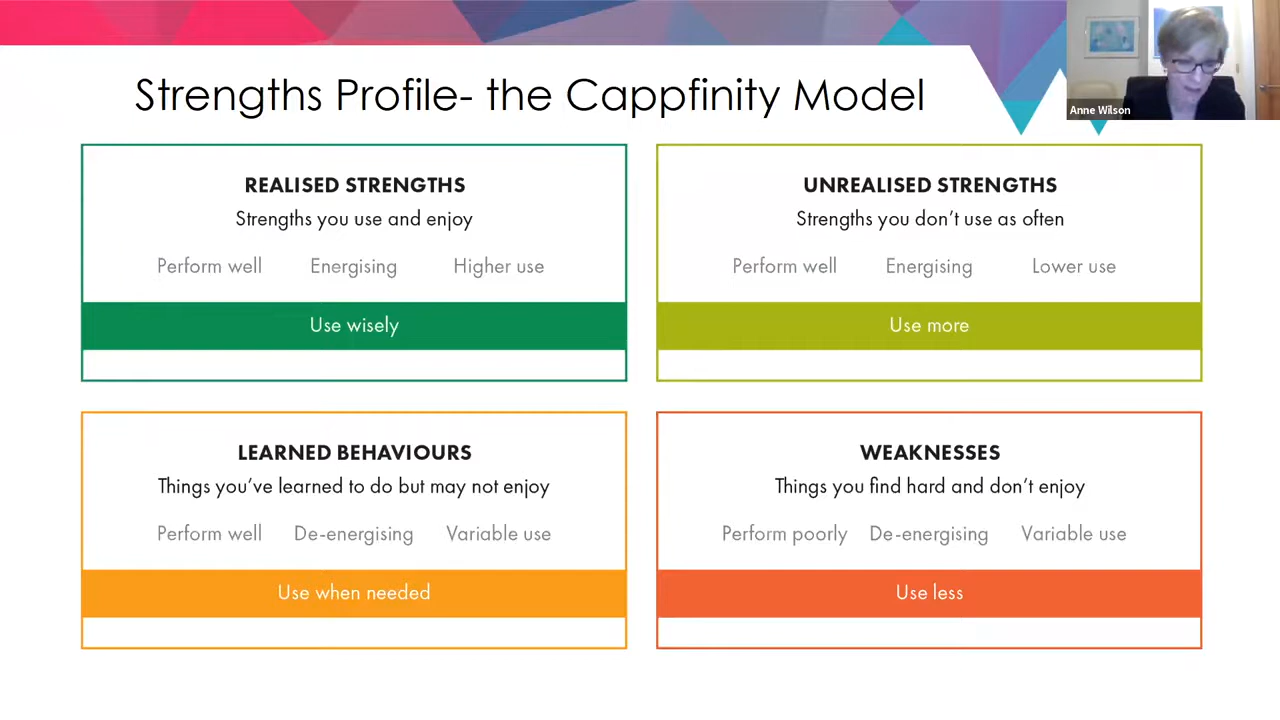 Strengths Profile- the Cappfinity Model
Anne Wilson
REALISED STRENGTHS
Strengths you use and enjoy
Perform well Energising Higher use
Use wisely
UNREALISED STRENGTHS
Strengths you don't use as often
Perform well Energising Lower use
Use more
LEARNED BEHAVIOURS
Things you've learned to do but may not enjoy
Perform well De-energising Variable use
Use when needed
WEAKNESSES
Things you find hard and don't enjoy
Perform poorly De-energising Variable use
Use less